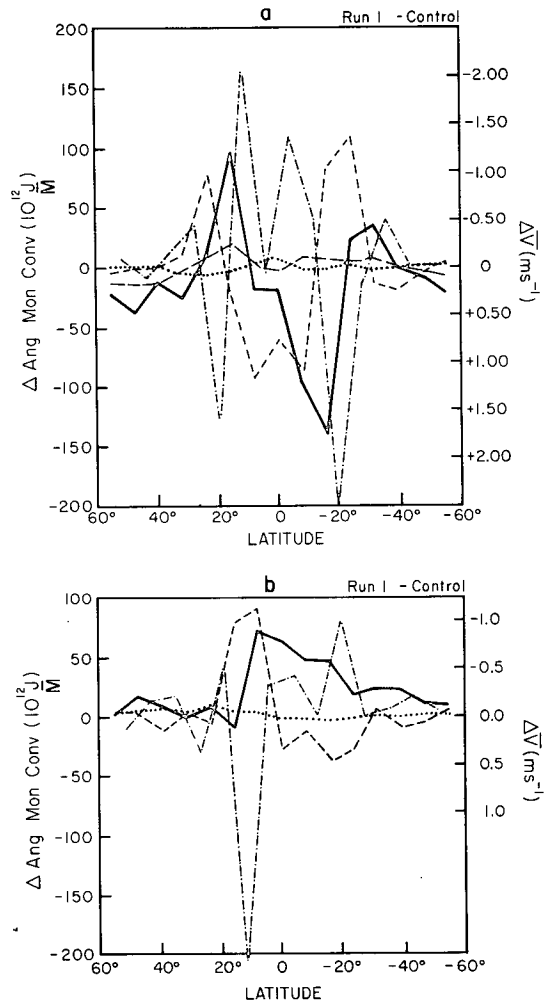 a
Run 1 - Control
200
150
100
50
0
-50
-100
-150
-200
Δ Ang Mon Conv (10¹² J/M)
-2.00
-1.50
-1.00
-0.50
0
+0.50
+1.00
+1.50
+2.00
ΔV̅ (ms⁻¹)
60° 40° 20° 0 -20° -40° -60°
LATITUDE
b
Run 1 - Control
100
50
0
-50
-100
-150
-200
Δ Ang Mon Conv (10¹² J/M)
-1.0
-0.5
0.0
0.5
1.0
ΔV̅ (ms⁻¹)
60° 40° 20° 0 -20° -40° -60°
LATITUDE